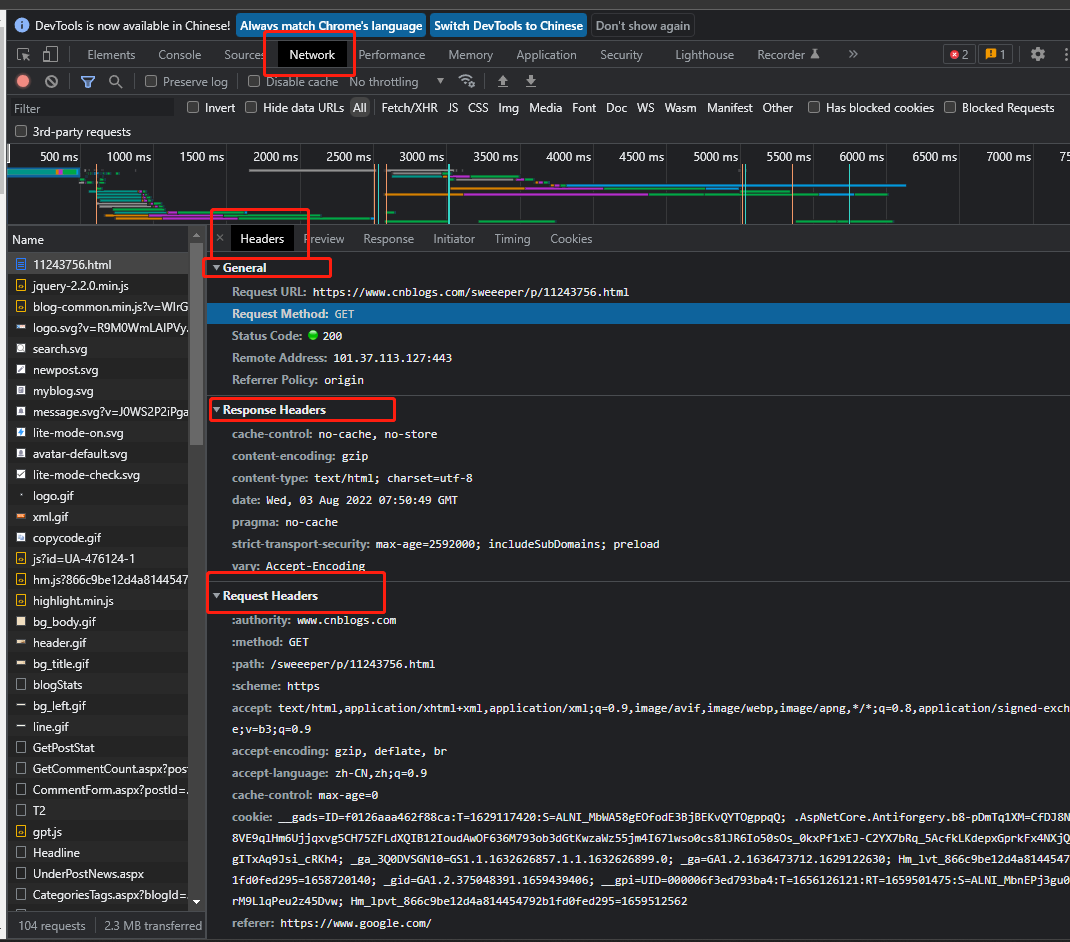 DevTools is now available in Chinese! Always match Chrome's language Switch DevTools to Chinese Don't show again
Elements Console Sources Network Performance Memory Application Security Lighthouse Recorder 2 1
Preserve log Disable cache No throttling
Filter Invert Hide data URLs All Fetch/XHR JS CSS Img Media Font Doc WS Wasm Manifest Other Has blocked cookies Blocked Requests
3rd-party requests
500 ms 1000 ms 1500 ms 2000 ms 2500 ms 3000 ms 3500 ms 4000 ms 4500 ms 5000 ms 5500 ms 6000 ms 6500 ms 7000 ms 75
Name
11243756.html
jquery-2.2.0.min.js
blog-common.min.js?v=WIrG
logo.svg?v=R9M0WmLAIPVy.
search.svg
newpost.svg
myblog.svg
message.svg?v=J0WS2P2iPga
lite-mode-on.svg
avatar-default.svg
lite-mode-check.svg
logo.gif
xml.gif
copycode.gif
js?id=UA-476124-1
hm.js?866c9be12d4a8144547
highlight.min.js
bg_body.gif
header.gif
bg_title.gif
blogStats
bg_left.gif
line.gif
GetPostStat
GetCommentCount.aspx?post
CommentForm.aspx?postId=.
T2
gpt.js
Headline
UnderPostNews.aspx
CategoriesTags.aspx?blogId=.
104 requests 2.3 MB transferred
Headers Preview Response Initiator Timing Cookies
General
Request URL: https://www.cnblogs.com/sweeeper/p/11243756.html
Request Method: GET
Status Code: 200
Remote Address: 101.37.113.127:443
Referrer Policy: origin
Response Headers
cache-control: no-cache, no-store
content-encoding: gzip
content-type: text/html; charset=utf-8
date: Wed, 03 Aug 2022 07:50:49 GMT
pragma: no-cache
strict-transport-security: max-age=2592000; includeSubDomains; preload
vary: Accept-Encoding
Request Headers
:authority: www.cnblogs.com
:method: GET
:path: /sweeeper/p/11243756.html
:scheme: https
accept: text/html,application/xhtml+xml,application/xml;q=0.9,image/avif,image/webp,image/apng,*/*;q=0.8,application/signed-exch
e;v=b3;q=0.9
accept-encoding: gzip, deflate, br
accept-language: zh-CN,zh;q=0.9
cache-control: max-age=0
cookie: __gads=ID=f0126aaa462f88ca:T=1629117420:S=ALNI_MbWA58gEOfodE3BjBEKvQYTOgppqQ; .AspNetCore.Antiforgery.b8-pDmTq1XM=CfDJ8N
8VE9qlHm6Ujjqxvg5CH75ZFLdXQIB12IoudAwOF636M793ob3dGtKwzaWz55jm4I67lwso0cs81JR6Io50sOs_0kxPf1xEJ-C2YX7bRq_5AcfkLKdepxGprkFx4NXjQ
gITxAq9Jsi_cRKh4; _ga_3Q0DVSGN10=GS1.1.1632626857.1.1.1632626899.0; _ga=GA1.2.1636473712.1629122630; Hm_lvt_866c9be12d4a8144547
1fd0fed295=1658720140; _gid=GA1.2.375048391.1659439406; __gpi=UID=000006f3ed793ba4:T=1656126121:RT=1659501475:S=ALNI_MbnEPj3gu0
rM9LlqPeu2z45Dvw; Hm_lpvt_866c9be12d4a814454792b1fd0fed295=1659512562
referer: https://www.google.com/